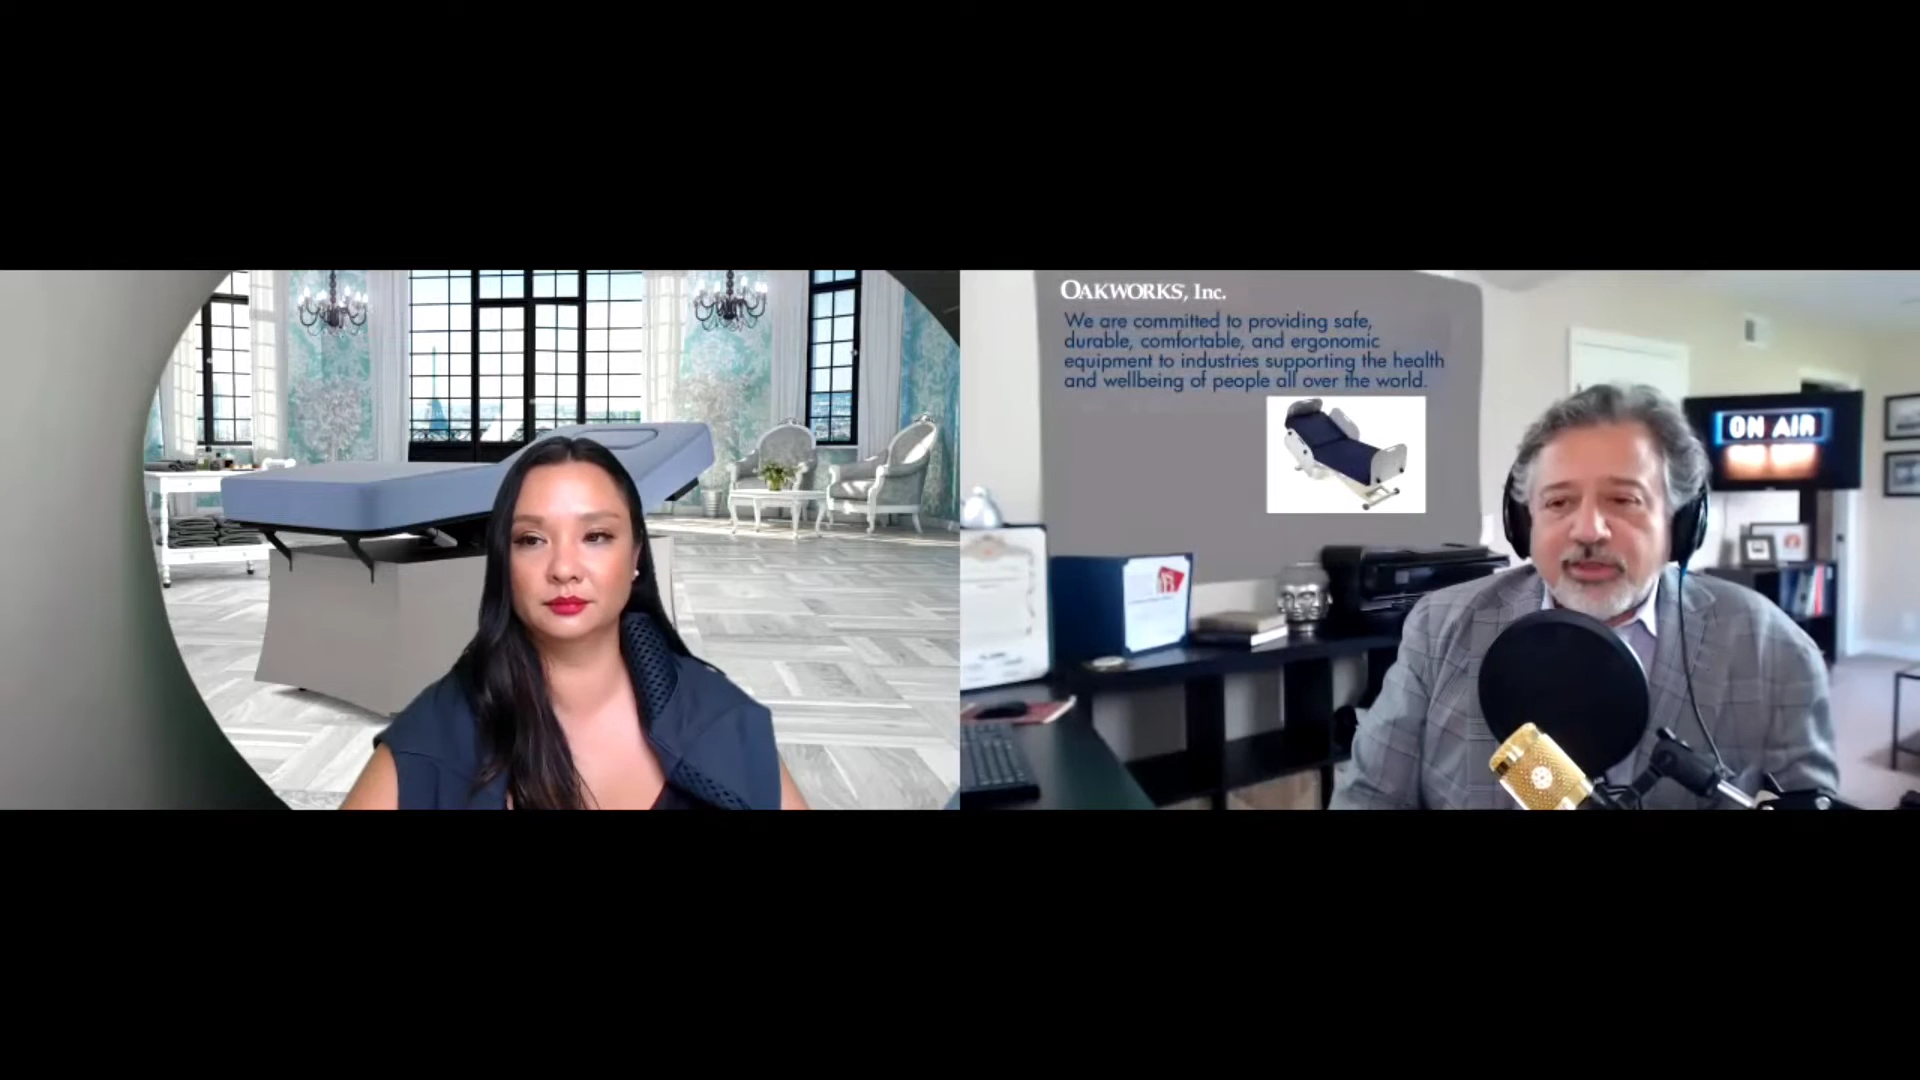 OAKWORKS, Inc.
We are committed to providing safe,
durable, comfortable, and ergonomic
equipment to industries supporting the health
and wellbeing of people all over the world.
ON AIR